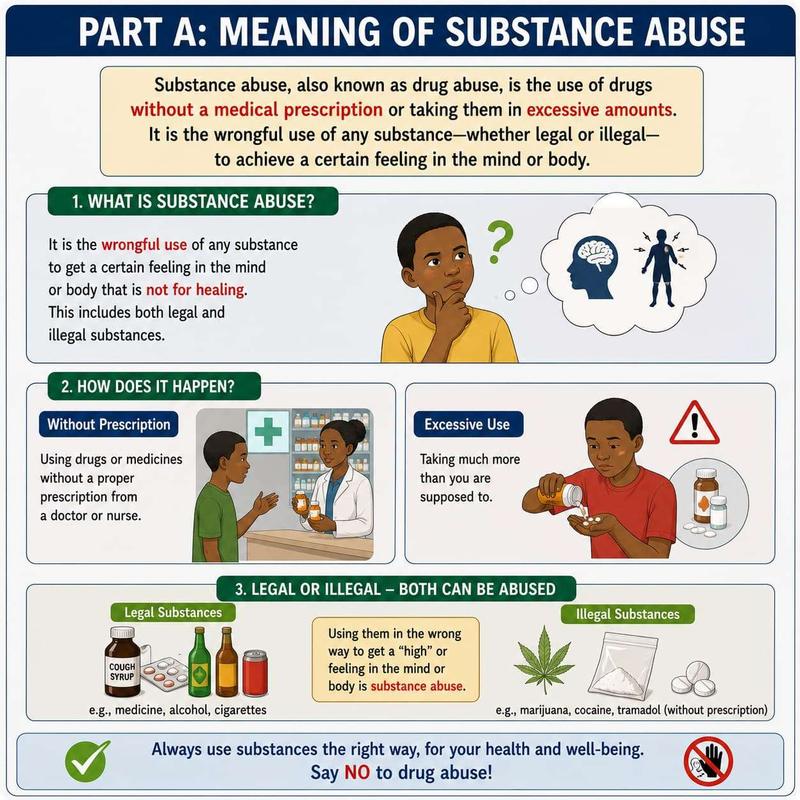 PART A: MEANING OF SUBSTANCE ABUSE
Substance abuse, also known as drug abuse, is the use of drugs
without a medical prescription or taking them in excessive amounts.
It is the wrongful use of any substance—whether legal or illegal—
to achieve a certain feeling in the mind or body.
1. WHAT IS SUBSTANCE ABUSE?
It is the wrongful use of any substance
to get a certain feeling in the mind
or body that is not for healing.
This includes both legal and
illegal substances.
?
2. HOW DOES IT HAPPEN?
Without Prescription
Using drugs or medicines
without a proper
prescription from
a doctor or nurse.
Excessive Use
Taking much more
than you are
supposed to.
!
3. LEGAL OR ILLEGAL – BOTH CAN BE ABUSED
Legal Substances
COUGH
SYRUP
e.g., medicine, alcohol, cigarettes
Using them in the wrong
way to get a “high” or
feeling in the mind or
body is substance abuse.
Illegal Substances
e.g., marijuana, cocaine, tramadol (without prescription)
Always use substances the right way, for your health and well-being.
Say NO to drug abuse!